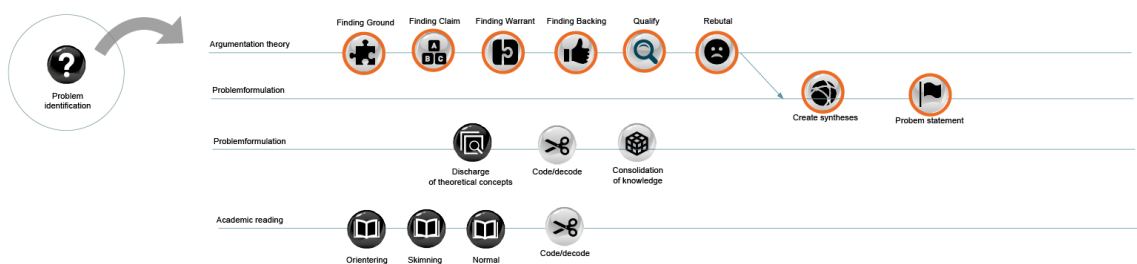 Finding Ground
Finding Claim
Finding Warrant
Finding Backing
Qualify
Rebutal
Argumentation theory
A
B C
?
Problem
identification
Problemformulation
Create syntheses
Probem statement
Problemformulation
Discharge
of theoretical concepts
Code/decode
Consolidation
of knowledge
Academic reading
Orientering
Skimning
Normal
Code/decode